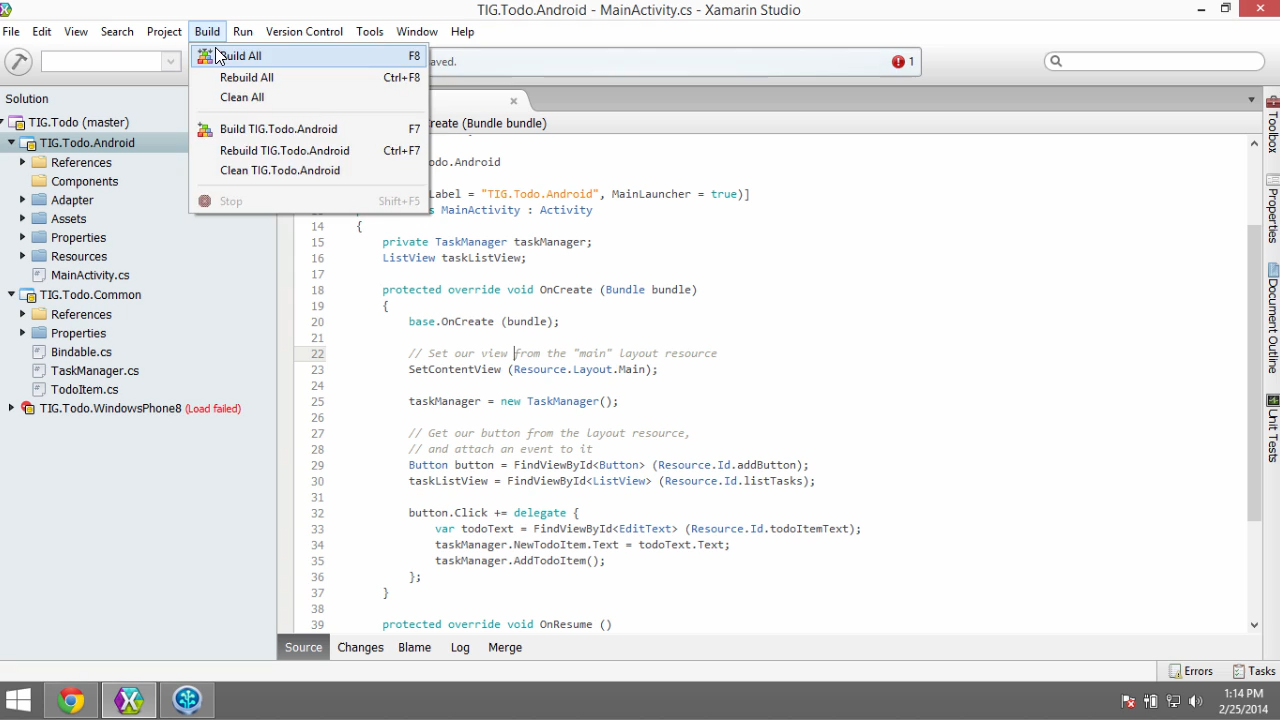 TIG.Todo.Android - MainActivity.cs - Xamarin Studio
File Edit View Search Project Build Run Version Control Tools Window Help
Build All F8
Rebuild All Ctrl+F8
Clean All
Build TIG.Todo.Android F7
Rebuild TIG.Todo.Android Ctrl+F7
Clean TIG.Todo.Android
Stop Shift+F5
aved.
1
Solution
TIG.Todo (master)
TIG.Todo.Android
References
Components
Adapter
Assets
Properties
Resources
MainActivity.cs
TIG.Todo.Common
References
Properties
Bindable.cs
TaskManager.cs
TodoItem.cs
TIG.Todo.WindowsPhone8 (Load failed)
Create (Bundle bundle)
do.Android
Label = "TIG.Todo.Android", MainLauncher = true)]
s MainActivity : Activity
14 {
15 private TaskManager taskManager;
16 ListView taskListView;
17
18 protected override void OnCreate (Bundle bundle)
19 {
20 base.OnCreate (bundle);
21
22 // Set our view from the "main" layout resource
23 SetContentView (Resource.Layout.Main);
24
25 taskManager = new TaskManager();
26
27 // Get our button from the layout resource,
28 // and attach an event to it
29 Button button = FindViewById<Button> (Resource.Id.addButton);
30 taskListView = FindViewById<ListView> (Resource.Id.listTasks);
31
32 button.Click += delegate {
33 var todoText = FindViewById<EditText> (Resource.Id.todoItemText);
34 taskManager.NewTodoItem.Text = todoText.Text;
35 taskManager.AddTodoItem();
36 };
37 }
38
39 protected override void OnResume ()
Source Changes Blame Log Merge
Toolbox
Properties
Document Outline
Unit Tests
Errors Tasks
1:14 PM
2/25/2014